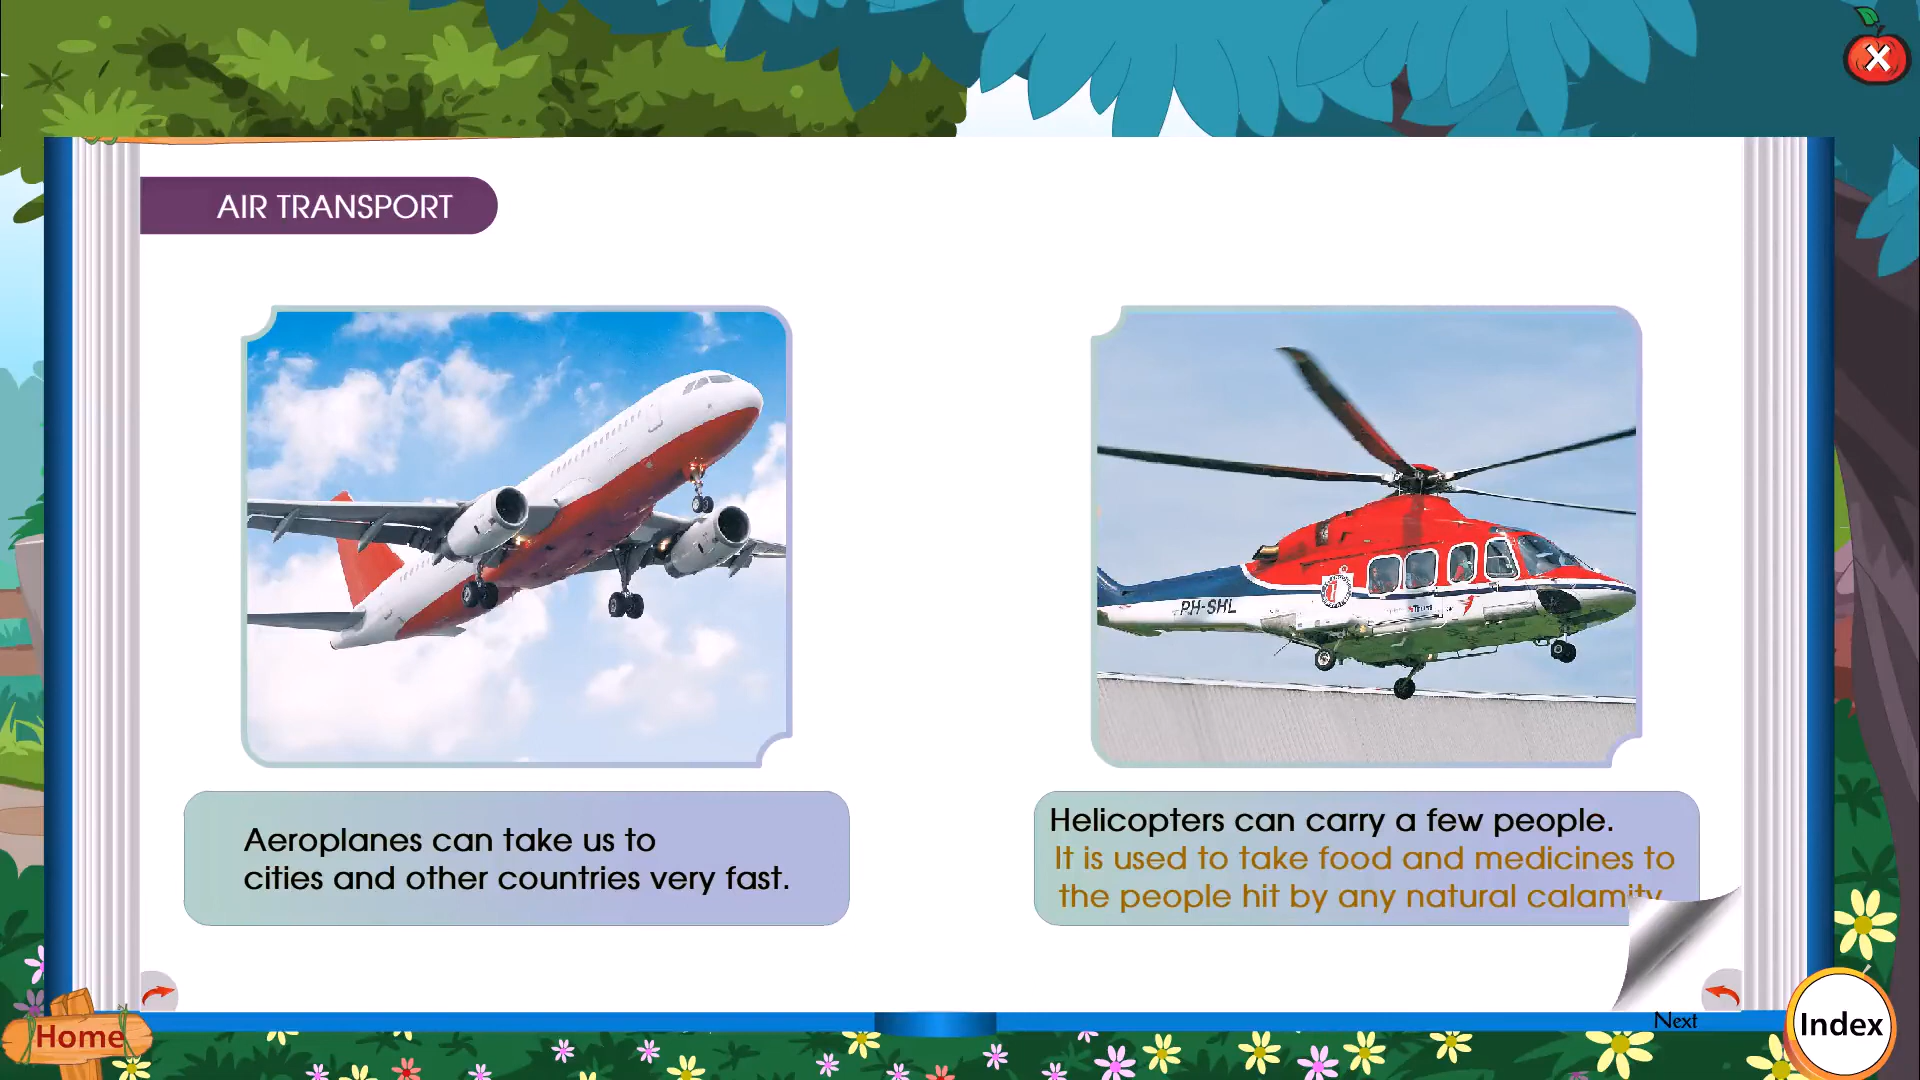 AIR TRANSPORT
PH-SHL
Aeroplanes can take us to
cities and other countries very fast.
Helicopters can carry a few people.
It is used to take food and medicines to
the people hit by any natural calamity
Home
Next
Index